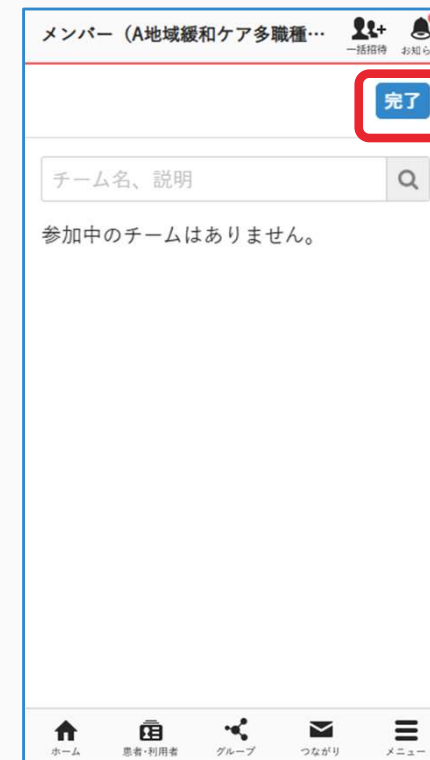 メンバー（A地域緩和ケア多職種…
一括招待
お知ら
完了
チーム名、説明
参加中のチームはありません。
ホーム
患者･利用者
グループ
つながり
メニュー